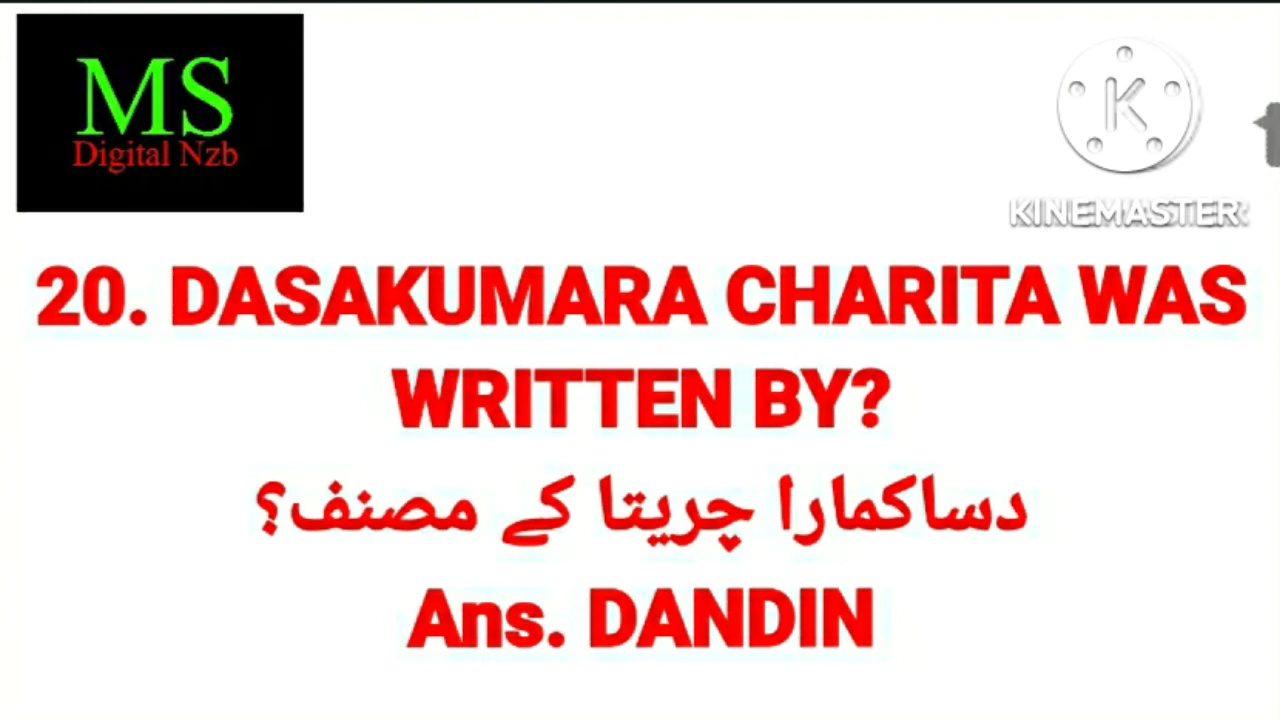 MS
Digital Nzb
KINEMASTER
20. DASAKUMARA CHARITA WAS
WRITTEN BY?
دساکمارا چریتا کے مصنف؟
Ans. DANDIN